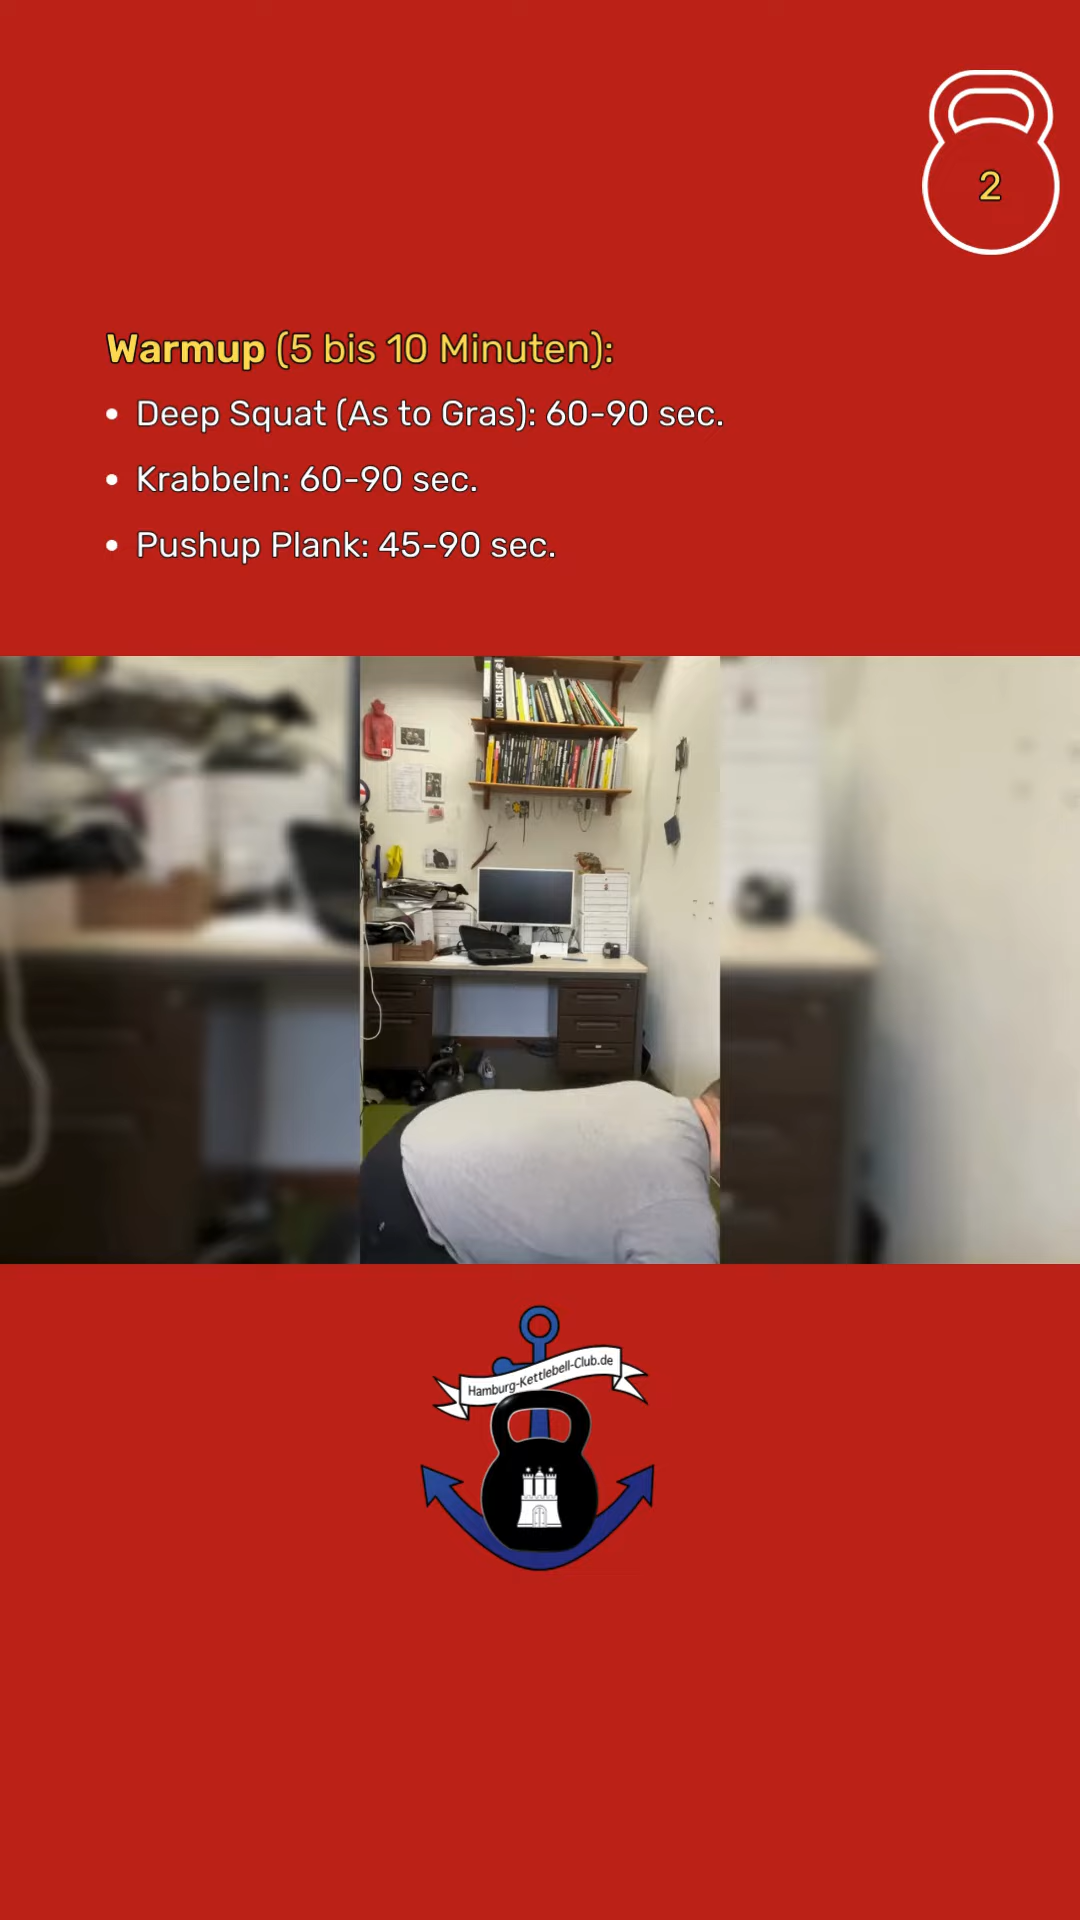 2
Warmup (5 bis 10 Minuten):
• Deep Squat (As to Gras): 60-90 sec.
• Krabbeln: 60-90 sec.
• Pushup Plank: 45-90 sec.
Hamburg-Kettlebell-Club.de